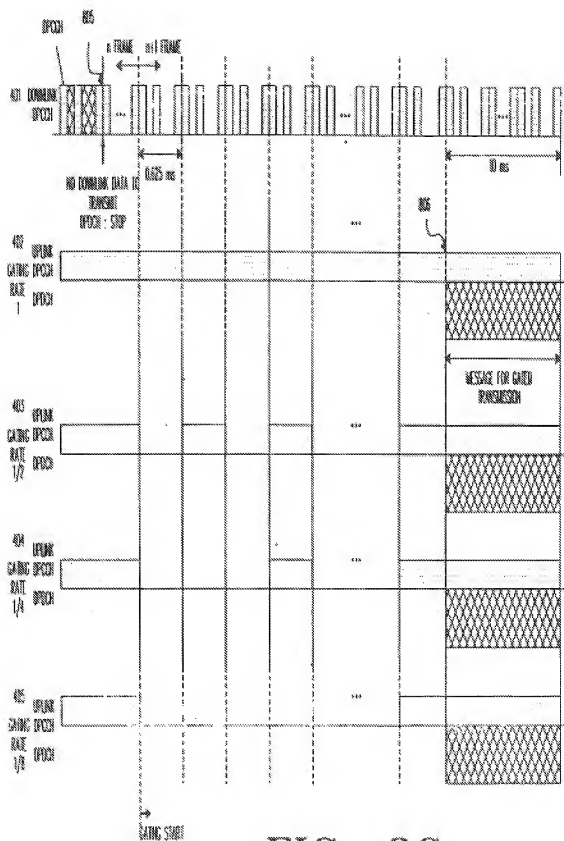 DPDCH
805
n FRAME
n+1 FRAME
401 DOWNLINK
DPCCH
0.625 ms
10 ms
NO DOWNLINK DATA TO
TRANSMIT
DPDCH : STOP
806
402 UPLINK
GATING DPCCH
RATE
1 DPDCH
MESSAGE FOR GATED
TRANSMISSION
403 UPLINK
GATING DPCCH
RATE
1/2 DPDCH
404 UPLINK
GATING DPCCH
RATE
1/4 DPDCH
405 UPLINK
GATING DPCCH
RATE
1/8 DPDCH
GATING START